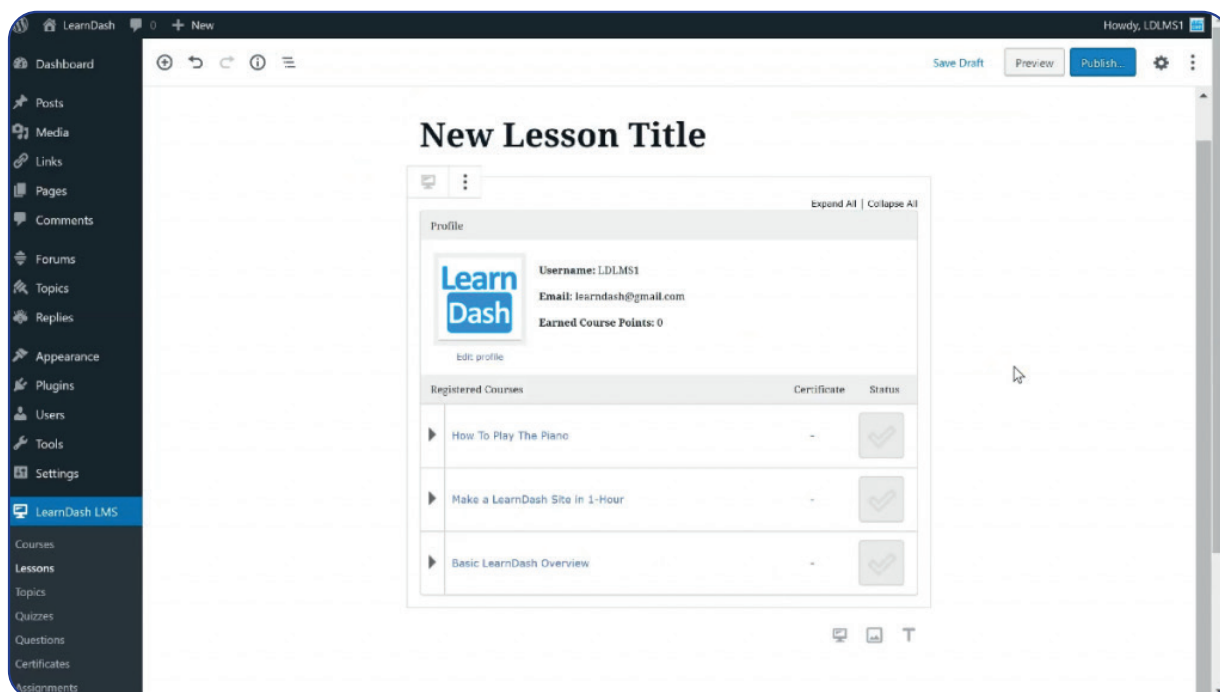 LearnDash 0 New Howdy, LDLMS1
Dashboard
Posts
Media
Links
Pages
Comments
Forums
Topics
Replies
Appearance
Plugins
Users
Tools
Settings
LearnDash LMS
Courses
Lessons
Topics
Quizzes
Questions
Certificates
Assignments
Save Draft Preview Publish...
New Lesson Title
Expand All | Collapse All
Profile
Learn
Dash
Username: LDLMS1
Email: learndash@gmail.com
Earned Course Points: 0
Edit profile
Registered Courses Certificate Status
How To Play The Piano -
Make a LearnDash Site in 1-Hour -
Basic LearnDash Overview -